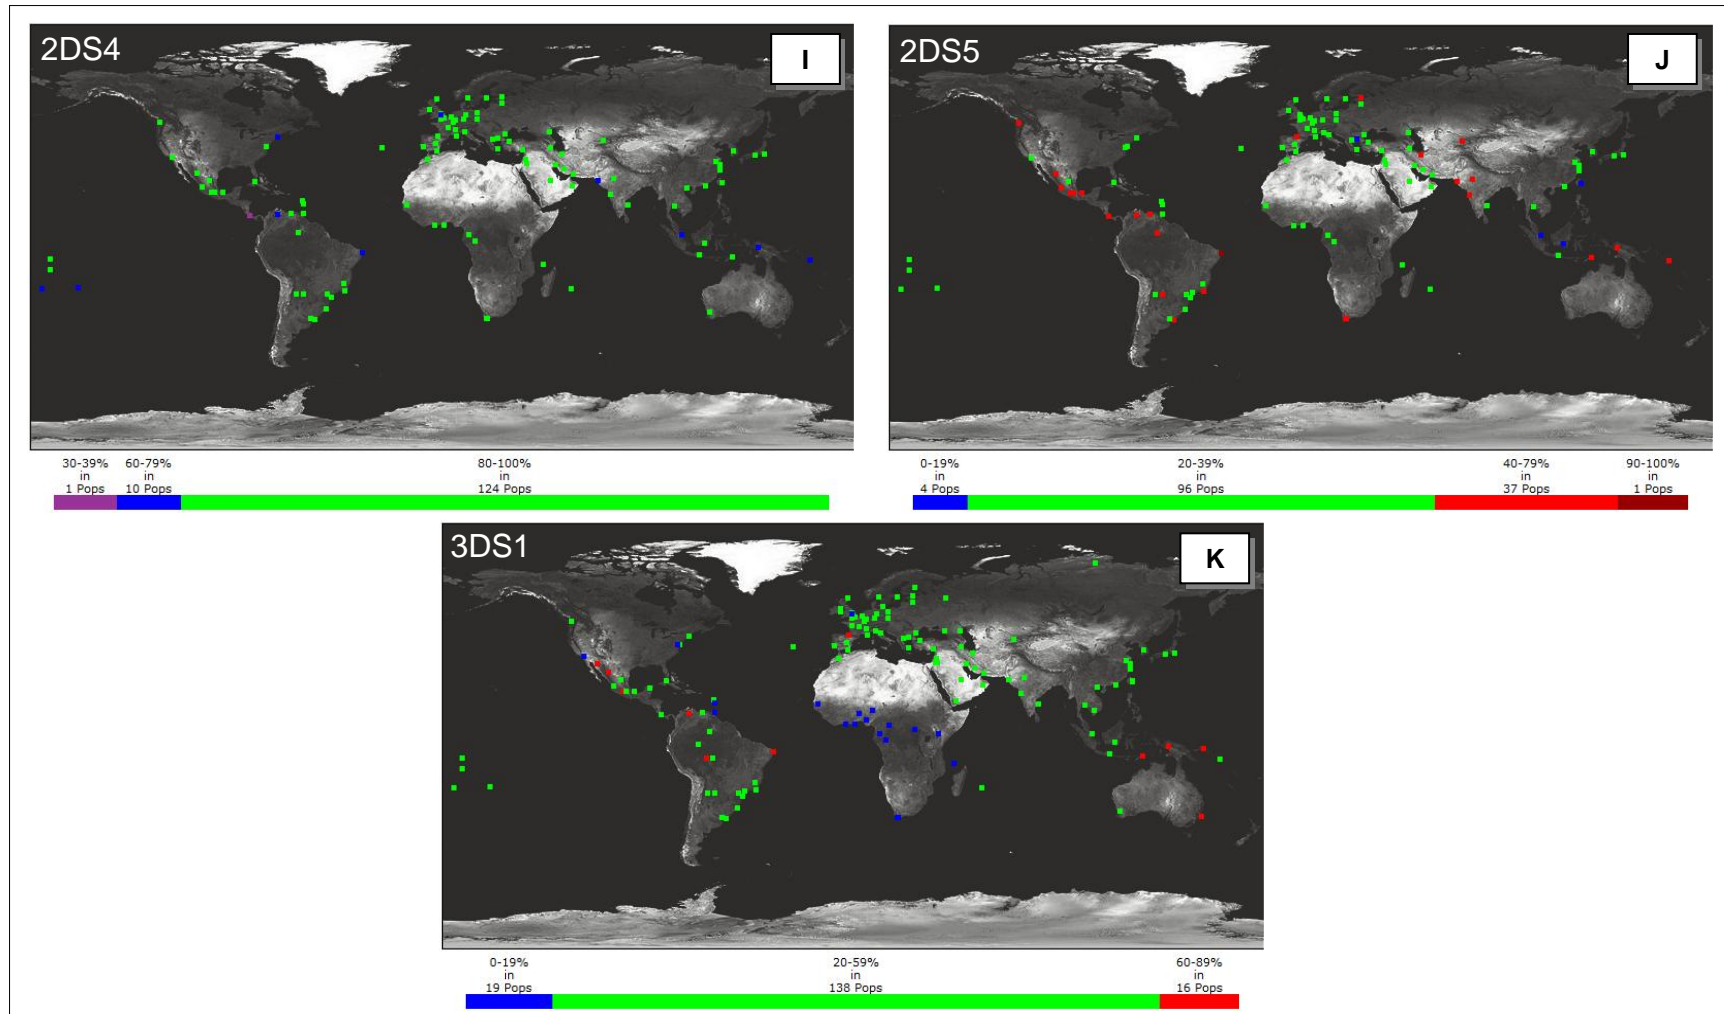 2DS4
I
30-39%
in
1 Pops
60-79%
in
10 Pops
80-100%
in
124 Pops
2DS5
J
0-19%
in
4 Pops
20-39%
in
96 Pops
40-79%
in
37 Pops
90-100%
in
1 Pops
3DS1
K
0-19%
in
19 Pops
20-59%
in
138 Pops
60-89%
in
16 Pops